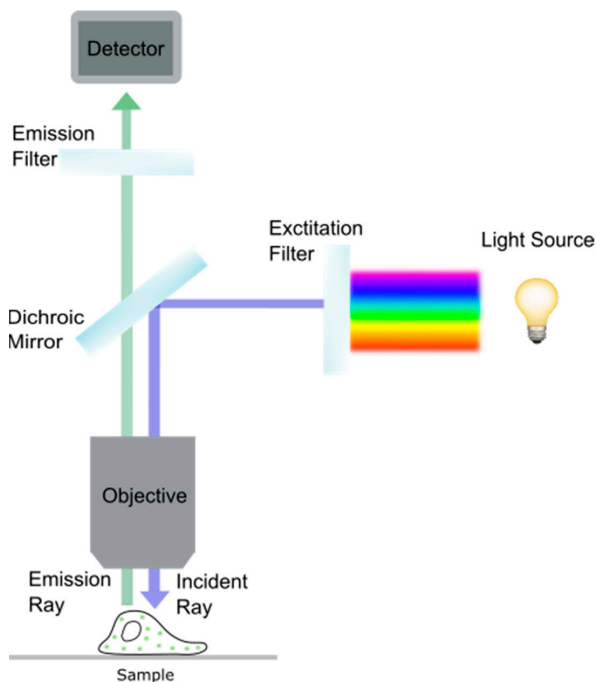 Detector
Emission
Filter
Exctitation
Filter
Light Source
Dichroic
Mirror
Objective
Emission
Ray
Incident
Ray
Sample